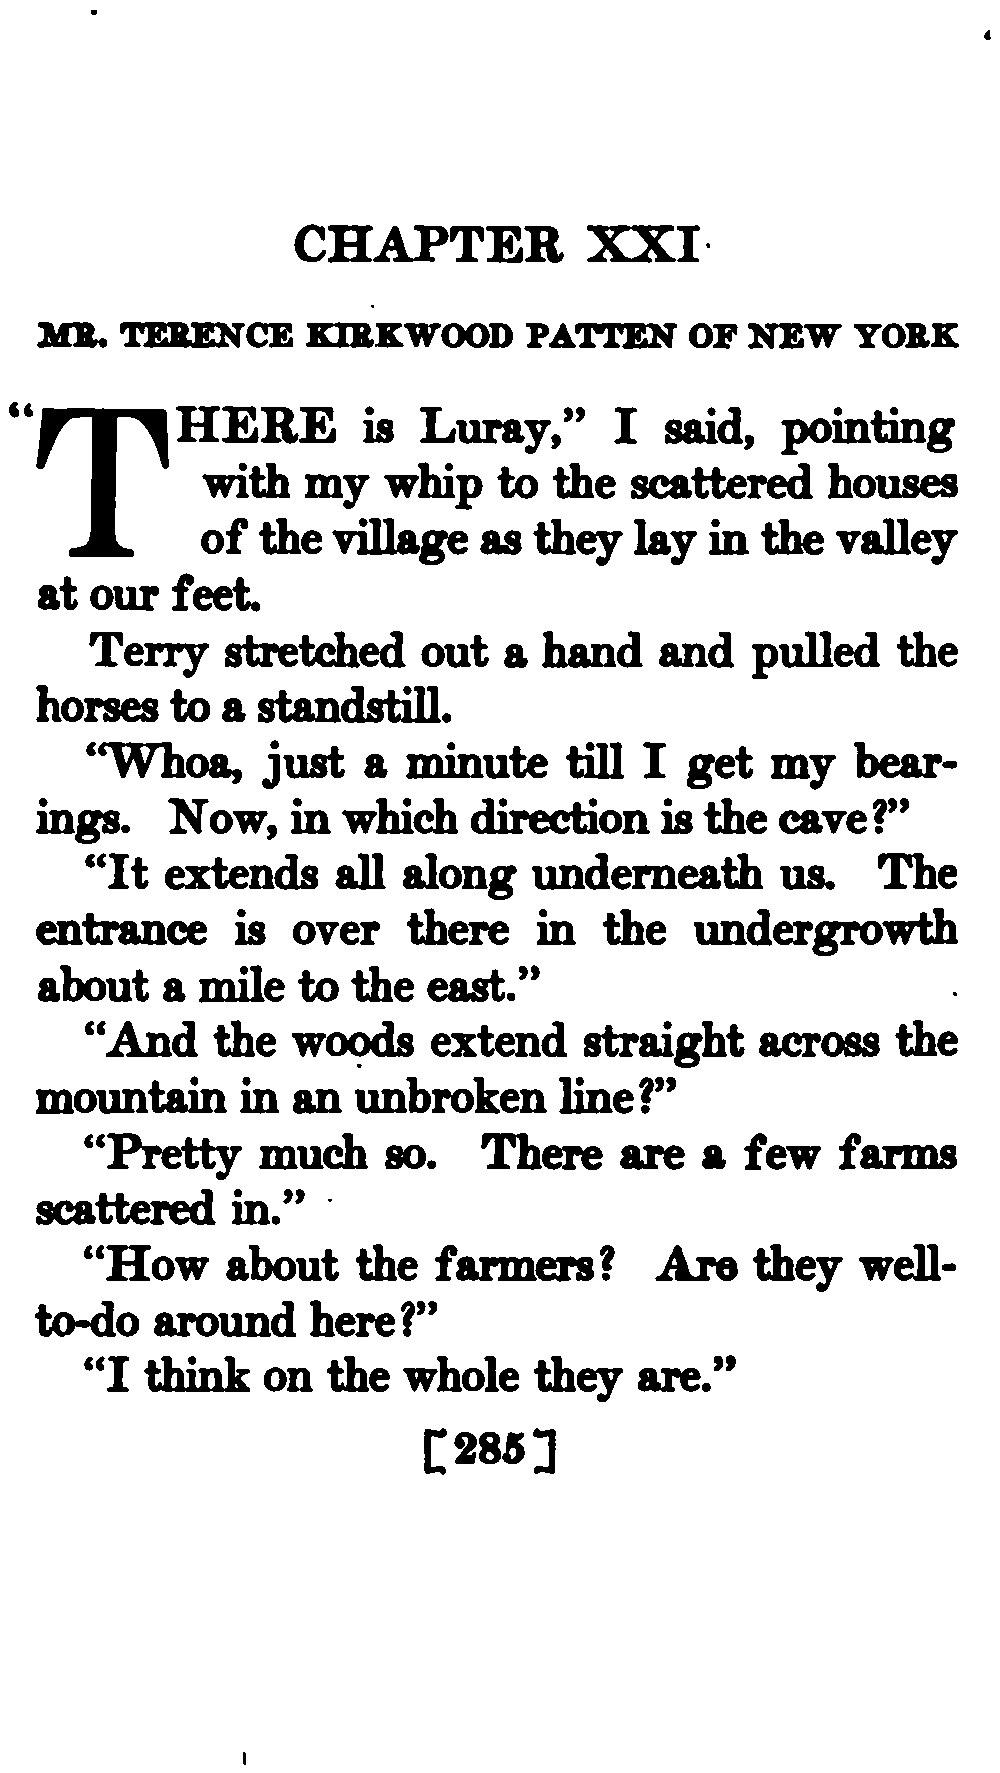 CHAPTER XXI
MR. TERENCE KIRKWOOD PATTEN OF NEW YORK
“THERE is Luray,” I said, pointing
with my whip to the scattered houses
of the village as they lay in the valley
at our feet.
Terry stretched out a hand and pulled the
horses to a standstill.
“Whoa, just a minute till I get my bear-
ings. Now, in which direction is the cave?”
“It extends all along underneath us. The
entrance is over there in the undergrowth
about a mile to the east.”
“And the woods extend straight across the
mountain in an unbroken line?”
“Pretty much so. There are a few farms
scattered in.”
“How about the farmers? Are they well-
to-do around here?”
“I think on the whole they are.”
[285]